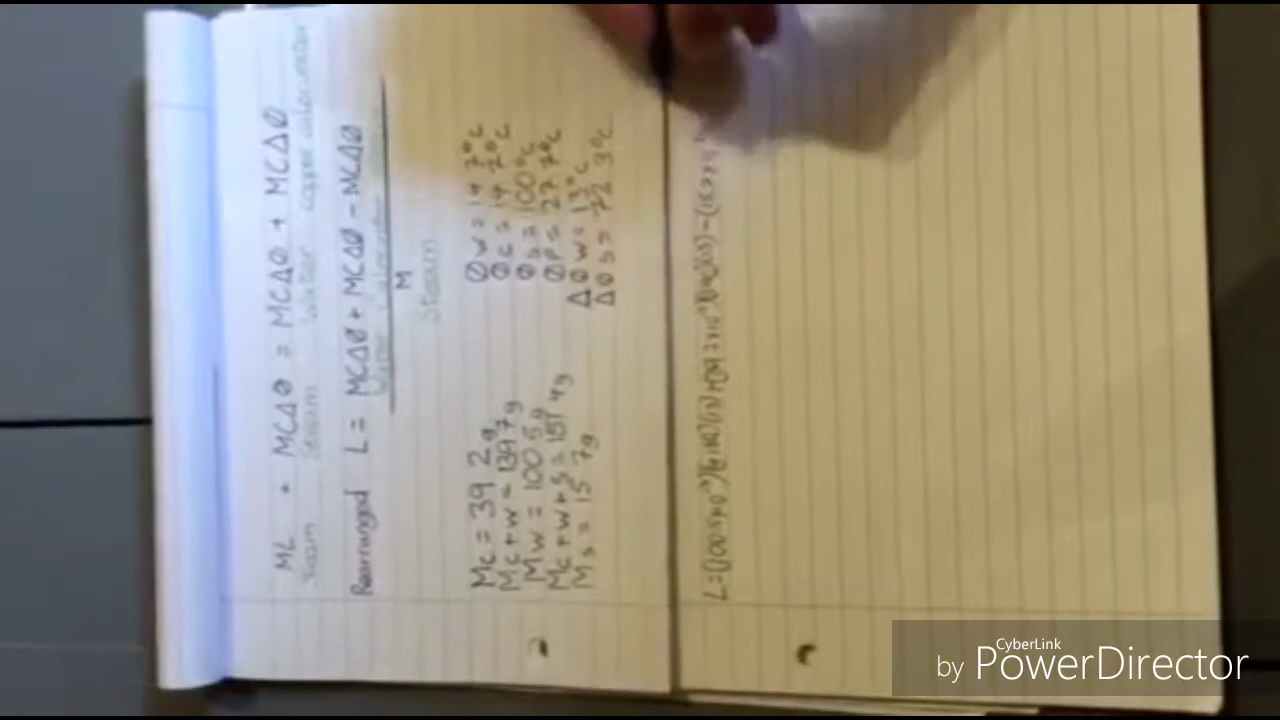 ML + MCΔθ = MCΔθ + MCΔθ
Steam Steam Water copper calorimeter
Rearranged L = MCΔθ + MCΔθ - MCΔθ
Water
M
Steam
Mc = 39 2g
Mc+w = 139 7g
Mw = 100 5g
Mc+w+s = 151 4g
Ms = 15 7g
θw = 14 7°C
θc = 14 7°C
θs = 100°C
θf = 27 7°C
Δθw = 13°C
Δθs = 72 3°C
CyberLink
by PowerDirector